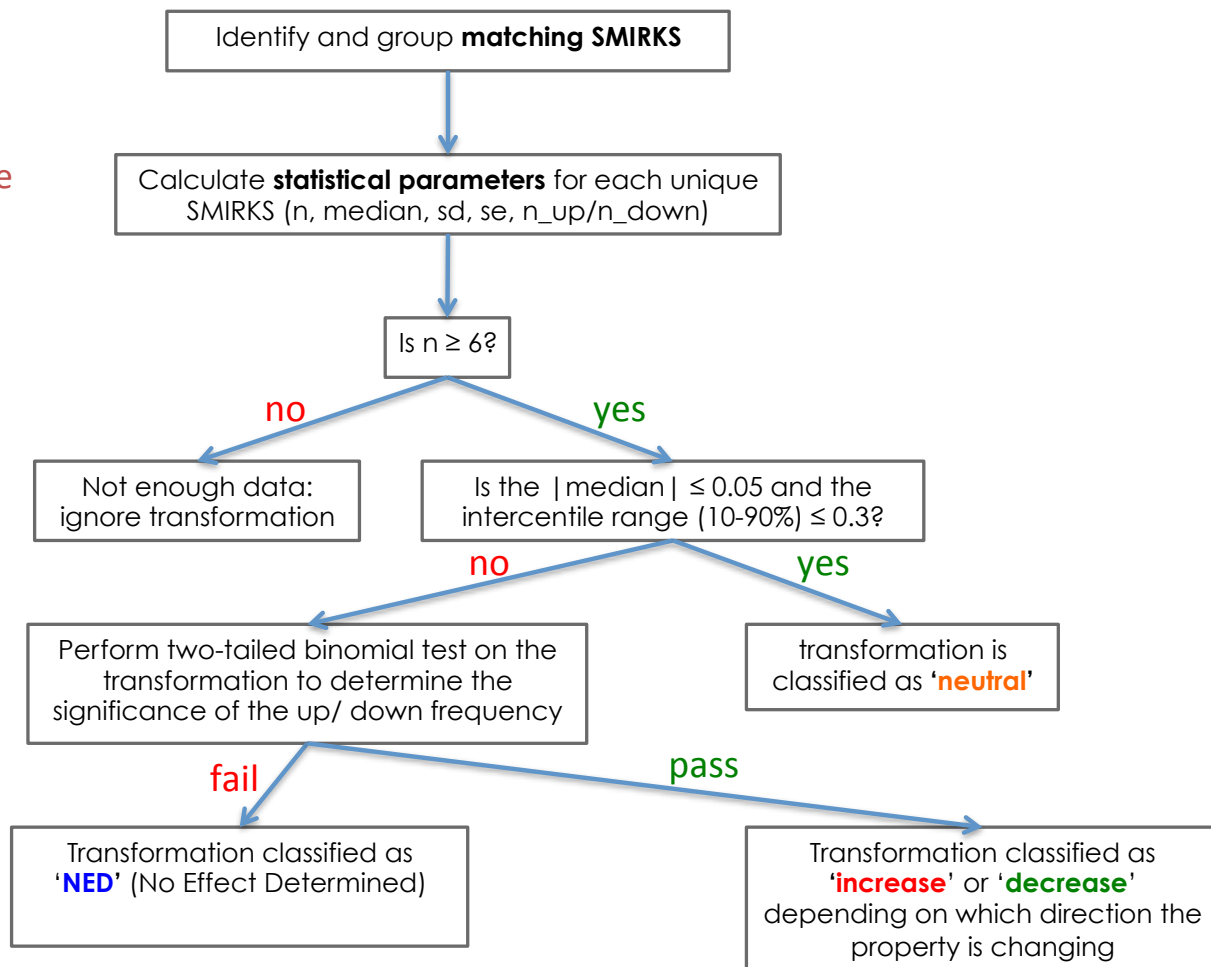 Identify and group matching SMIRKS
e
Calculate statistical parameters for each unique
SMIRKS (n, median, sd, se, n_up/n_down)
Is n ≥ 6?
no
yes
Not enough data:
ignore transformation
Is the |median| ≤ 0.05 and the
intercentile range (10-90%) ≤ 0.3?
no
yes
Perform two-tailed binomial test on the
transformation to determine the
significance of the up/ down frequency
transformation is
classified as ‘neutral’
fail
pass
Transformation classified as
‘NED’ (No Effect Determined)
Transformation classified as
‘increase’ or ‘decrease’
depending on which direction the
property is changing